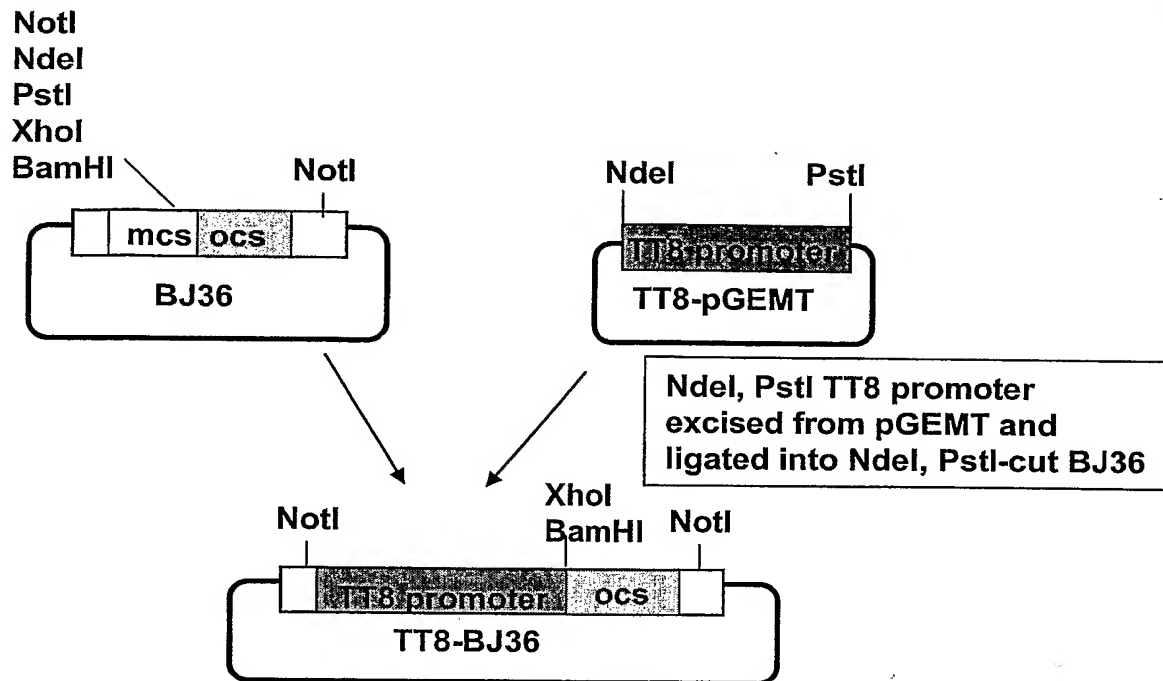 NotI
NdeI
PstI
XhoI
BamHI
NotI
mcs
ocs
BJ36
NdeI
PstI
TT8-promoter
TT8-pGEMT
NdeI, PstI TT8 promoter
excised from pGEMT and
ligated into NdeI, PstI-cut BJ36
NotI
XhoI
BamHI
NotI
TT8 promoter
ocs
TT8-BJ36